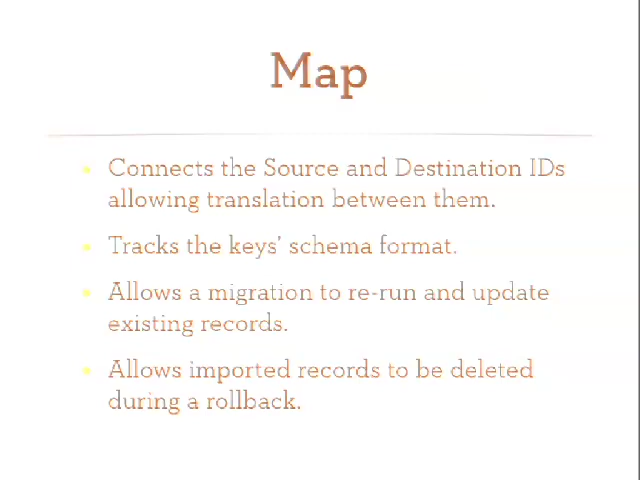 Map
Connects the Source and Destination IDs
allowing translation between them.
Tracks the keys' schema format.
Allows a migration to re-run and update
existing records.
Allows imported records to be deleted
during a rollback.